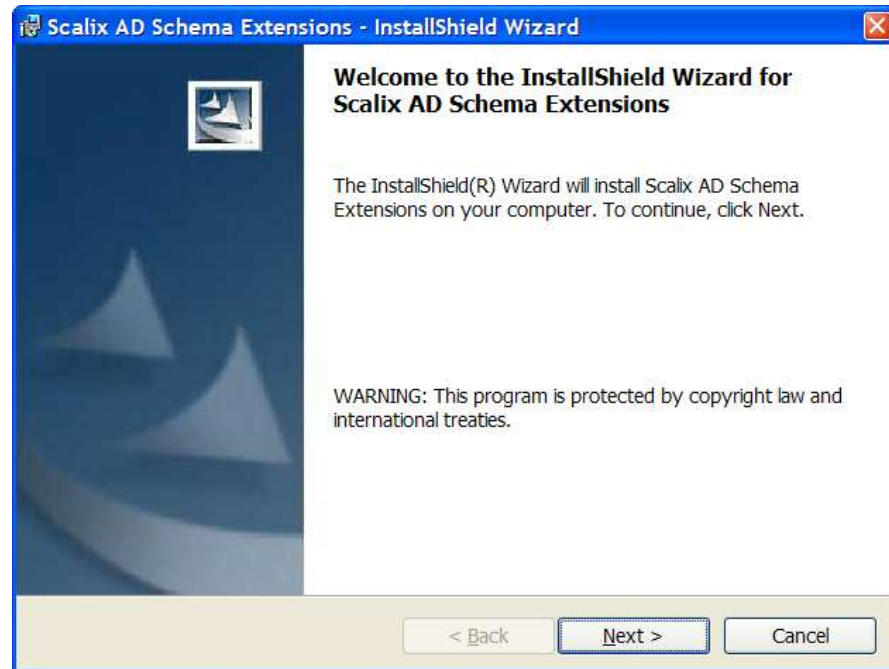 Scalix AD Schema Extensions - InstallShield Wizard
Welcome to the InstallShield Wizard for
Scalix AD Schema Extensions
The InstallShield(R) Wizard will install Scalix AD Schema
Extensions on your computer. To continue, click Next.
WARNING: This program is protected by copyright law and
international treaties.
< Back
Next >
Cancel